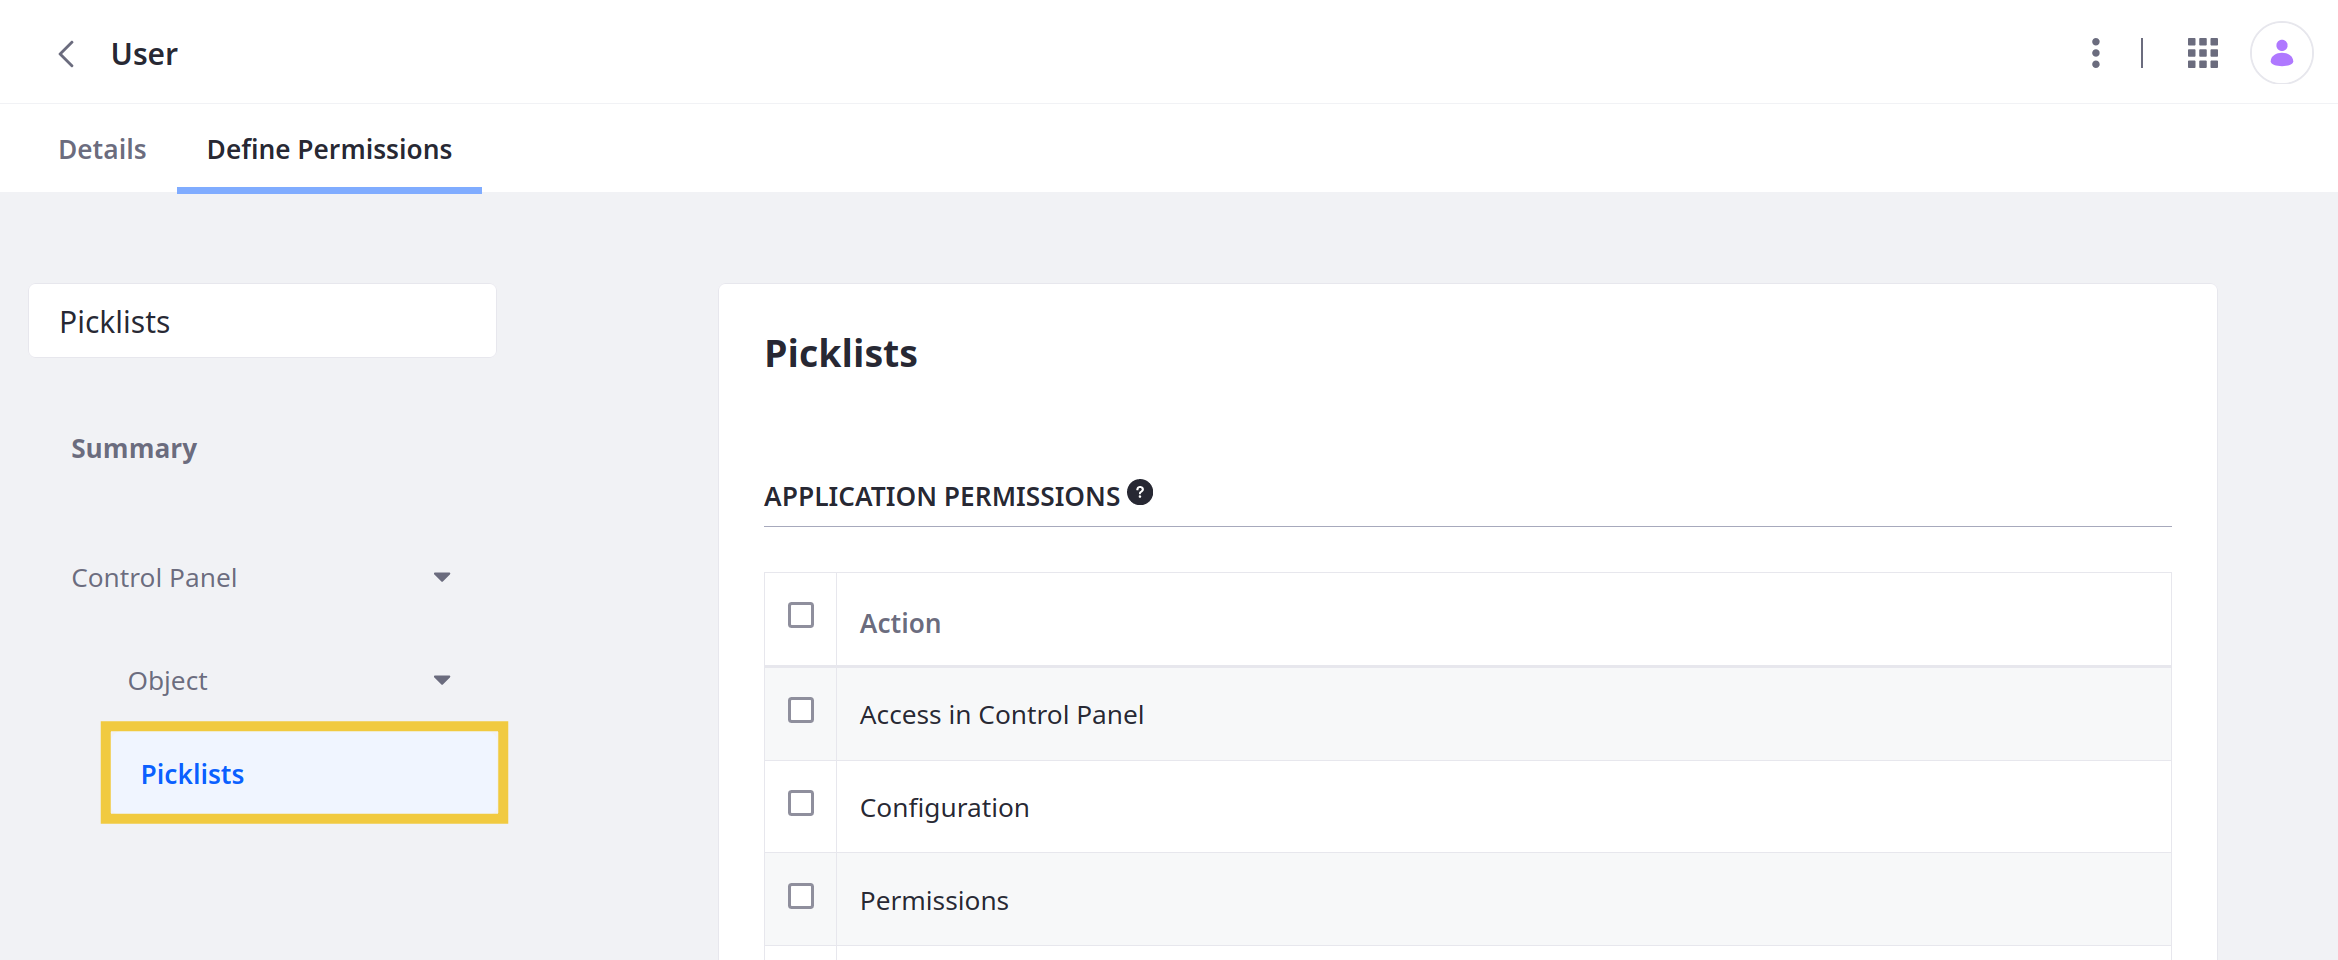 User
Details
Define Permissions
Picklists
Summary
Control Panel
Object
Picklists
Picklists
APPLICATION PERMISSIONS ?
Action
Access in Control Panel
Configuration
Permissions